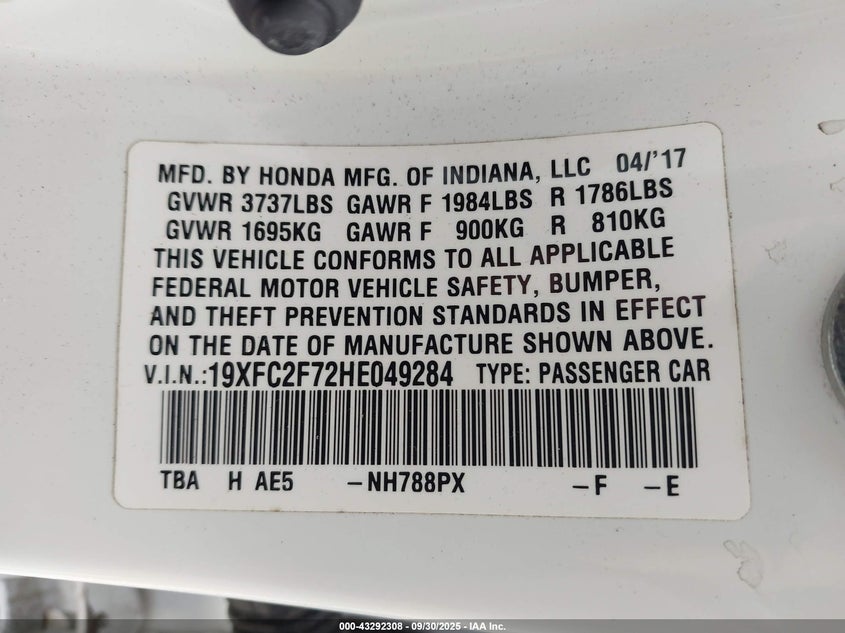 MFD. BY HONDA MFG. OF INDIANA, LLC 04/'17
GVWR 3737LBS GAWR F 1984LBS R 1786LBS
GVWR 1695KG GAWR F 900KG R 810KG
THIS VEHICLE CONFORMS TO ALL APPLICABLE
FEDERAL MOTOR VEHICLE SAFETY, BUMPER,
AND THEFT PREVENTION STANDARDS IN EFFECT
ON THE DATE OF MANUFACTURE SHOWN ABOVE.
V.I.N.:19XFC2F72HE049284 TYPE: PASSENGER CAR
TBA H AE5 –NH788PX –F –E
000-43292308 - 09/30/2025 - IAA Inc.